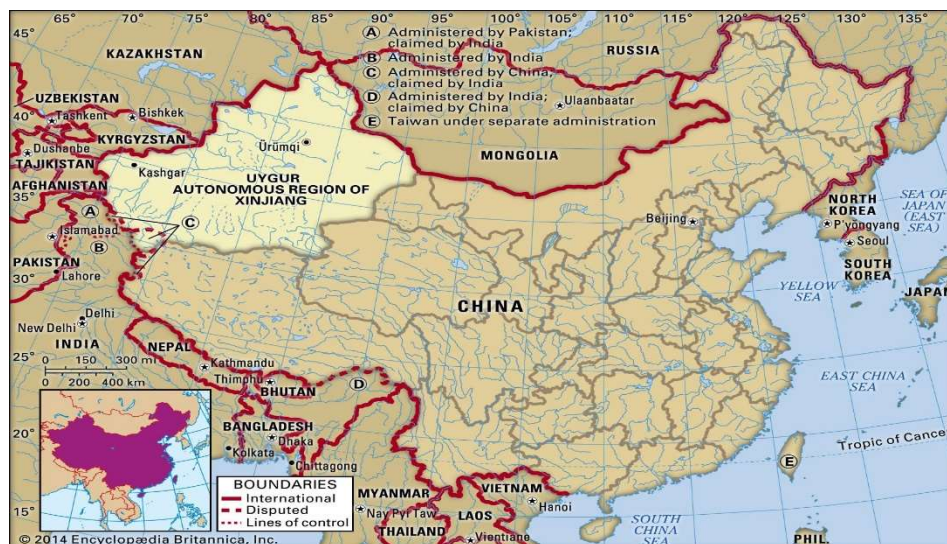 65° 70° 75° 80° 85° 90° 95° 100° 105° 110° 115° 120° 125° 130° 135°
45°
40°
35°
30°
25°
20°
15°
A Administered by Pakistan;
claimed by India
B Administered by India
C Administered by China;
claimed by India
D Administered by India;
claimed by China
E Taiwan under separate administration
KAZAKHSTAN
RUSSIA
UZBEKISTAN
Tashkent
Bishkek
KYRGYZSTAN
Dushanbe
TAJIKISTAN
AFGHANISTAN
Kashgar
Ürümqi
UYGUR
AUTONOMOUS REGION OF
XINJIANG
Ulaanbaatar
MONGOLIA
A
B
C
Islamabad
PAKISTAN
Lahore
Beijing
NORTH
KOREA
P'yongyang
Seoul
SOUTH
KOREA
SEA OF
JAPAN
(EAST
SEA)
YELLOW
SEA
JAPA
CHINA
Delhi
New Delhi
INDIA
0 150 300 mi
0 200 400 km
NEPAL
Kathmandu
Thimphu
BHUTAN
D
BANGLADESH
Dhaka
Kolkata
Chittagong
EAST CHINA
SEA
Tropic of Cance
E
BOUNDARIES
International
Disputed
Lines of control
MYANMAR
Nay Pyi Taw
THAILAND
VIETNAM
Hanoi
LAOS
Vientiane
SOUTH
CHINA
SEA
PHIL.
© 2014 Encyclopædia Britannica, Inc.